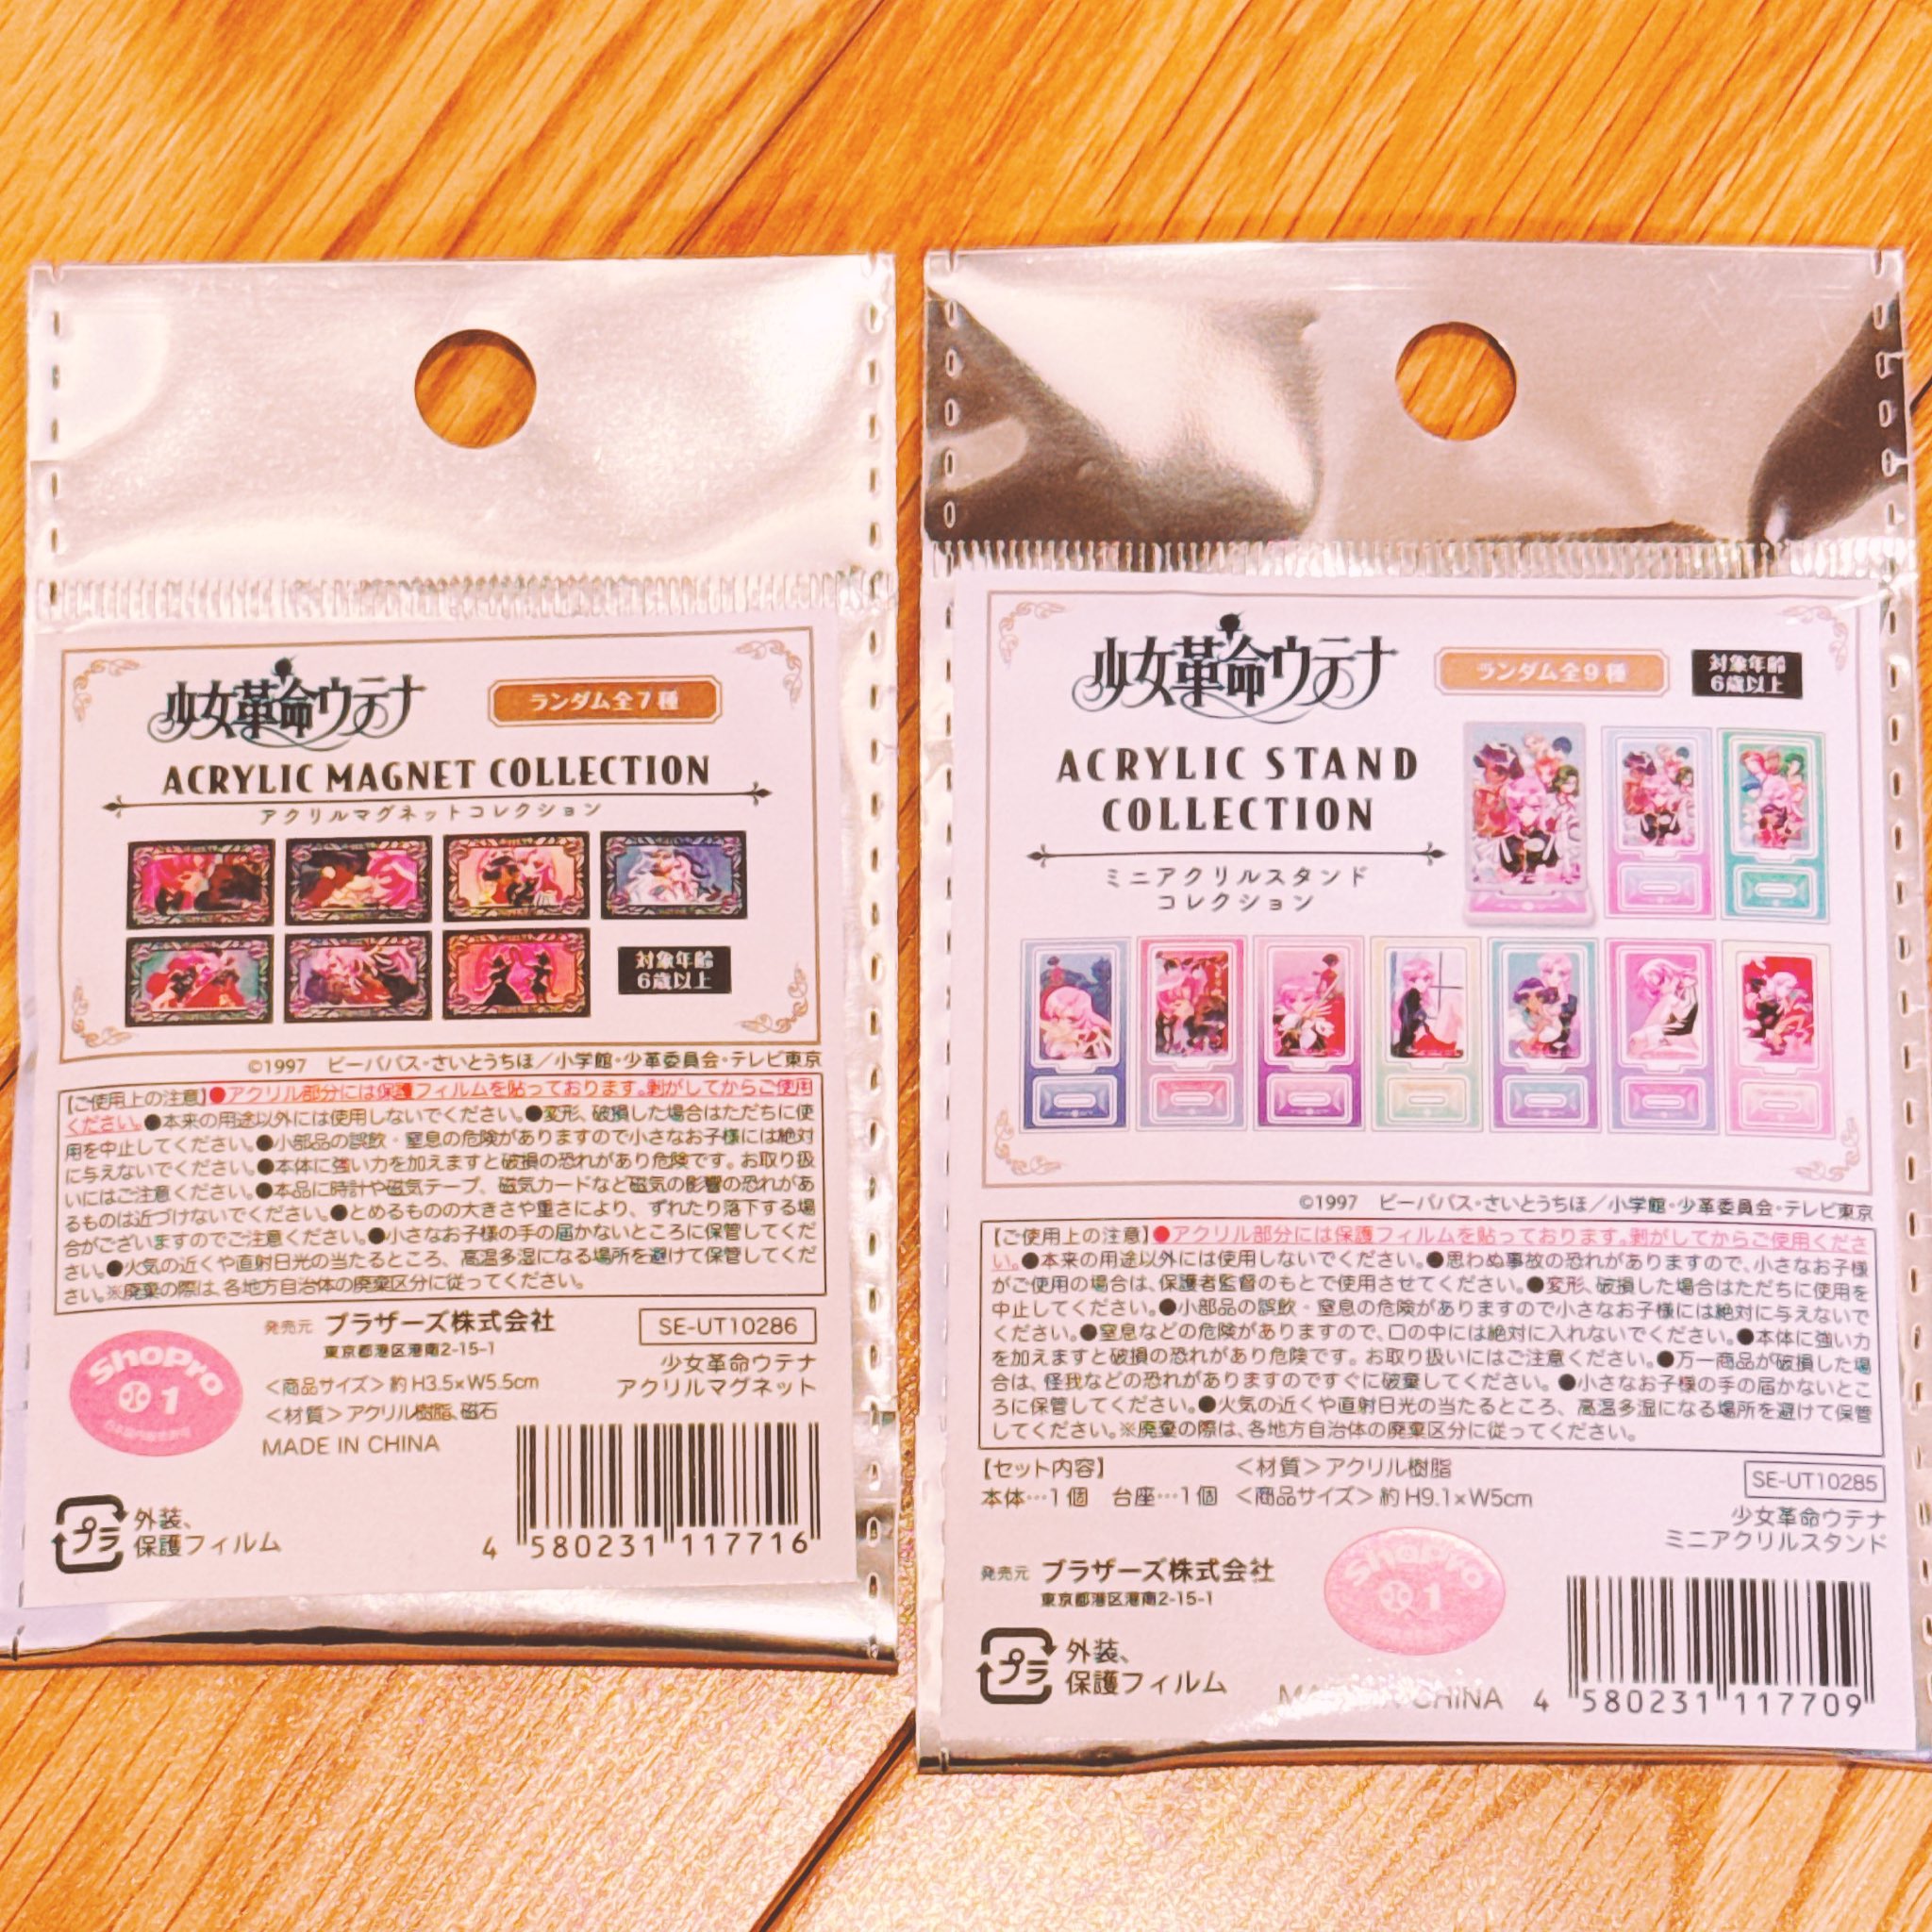 少女革命ウテナ
ランダム全7種
ACRYLIC MAGNET COLLECTION
アクリルマグネットコレクション
対象年齢
6歳以上
©1997 ビーパパス・さいとうちほ/小学館・少革委員会・テレビ東京
【ご使用上の注意】●アクリル部分には保護フィルムを貼っております。剝がしてからご使用
ください。●本来の用途以外には使用しないでください。●変形、破損した場合はただちに使
用を中止してください。●小部品の誤飲・窒息の危険がありますので小さなお子様には絶対
に与えないでください。●本体に強い力を加えますと破損の恐れがあり危険です。お取り扱
いにはご注意ください。●本品に時計や磁気テープ、磁気カードなど磁気の影響の恐れがあ
るものは近づけないでください。●とめるものの大きさや重さにより、ずれたり落下する場
合がございますのでご注意ください。●小さなお子様の手の届かないところに保管してくだ
さい。●火気の近くや直射日光の当たるところ、高温多湿になる場所を避けて保管してくだ
さい。※廃棄の際は、各地方自治体の廃棄区分に従ってください。
発売元 ブラザーズ株式会社
東京都港区港南2-15-1
SE-UT10286
少女革命ウテナ
アクリルマグネット
ShoPro
1
<商品サイズ>約H3.5×W5.5cm
<材質>アクリル樹脂、磁石
MADE IN CHINA
プラ
外装、
保護フィルム
4 580231 117716
少女革命ウテナ
ランダム全9種
対象年齢
6歳以上
ACRYLIC STAND
COLLECTION
ミニアクリルスタンド
コレクション
©1997 ビーパパス・さいとうちほ/小学館・少革委員会・テレビ東京
【ご使用上の注意】●アクリル部分には保護フィルムを貼っております。剝がしてからご使用くださ
い。●本来の用途以外には使用しないでください。●思わぬ事故の恐れがありますので、小さなお子様
がご使用の場合は、保護者監督のもとで使用させてください。●変形、破損した場合はただちに使用を
中止してください。●小部品の誤飲・窒息の危険がありますので小さなお子様には絶対に与えないで
ください。●窒息などの危険がありますので、口の中には絶対に入れないでください。●本体に強い力
を加えますと破損の恐れがあり危険です。お取り扱いにはご注意ください。●万一商品が破損した場
合は、怪我などの恐れがありますのですぐに破棄してください。●小さなお子様の手の届かないとこ
ろに保管してください。●火気の近くや直射日光の当たるところ、高温多湿になる場所を避けて保管
してください。※廃棄の際は、各地方自治体の廃棄区分に従ってください。
【セット内容】
本体…1個 台座…1個
<材質>アクリル樹脂
<商品サイズ>約H9.1×W5cm
SE-UT10285
少女革命ウテナ
ミニアクリルスタンド
発売元 ブラザーズ株式会社
東京都港区港南2-15-1
ShoPro
1
プラ
外装、
保護フィルム
CHINA
4 580231 117709